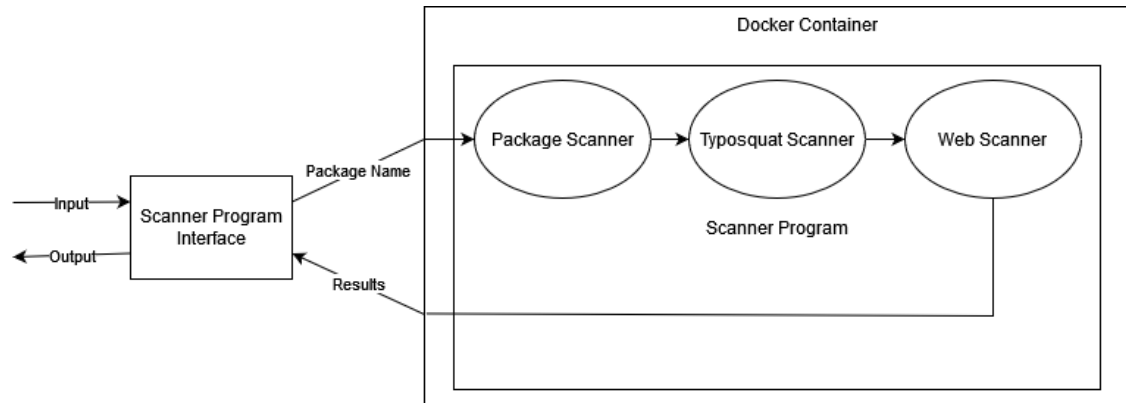 Docker Container
Package Scanner
Typosquat Scanner
Web Scanner
Package Name
Input
Scanner Program
Interface
Scanner Program
Output
Results